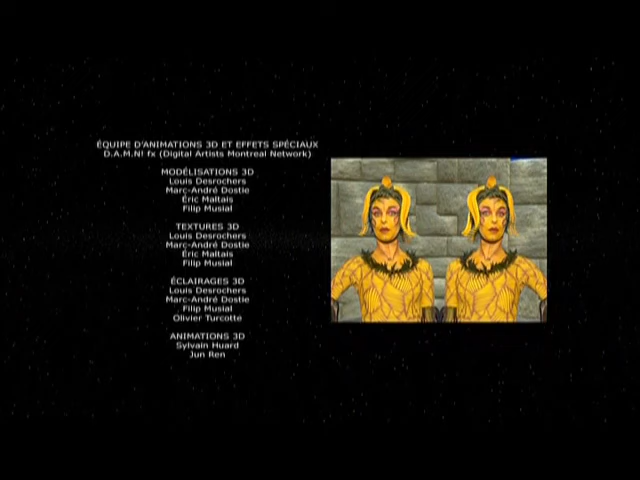 ÉQUIPE D'ANIMATIONS 3D ET EFFETS SPÉCIAUX
D.A.M.N! fx (Digital Artists Montreal Network)
MODÉLISATIONS 3D
Louis Desrochers
Marc-André Dostie
Éric Maltais
Filip Musial
TEXTURES 3D
Louis Desrochers
Marc-André Dostie
Éric Maltais
Filip Musial
ÉCLAIRAGES 3D
Louis Desrochers
Marc-André Dostie
Filip Musial
Olivier Turcotte
ANIMATIONS 3D
Sylvain Huard
Jun Ren